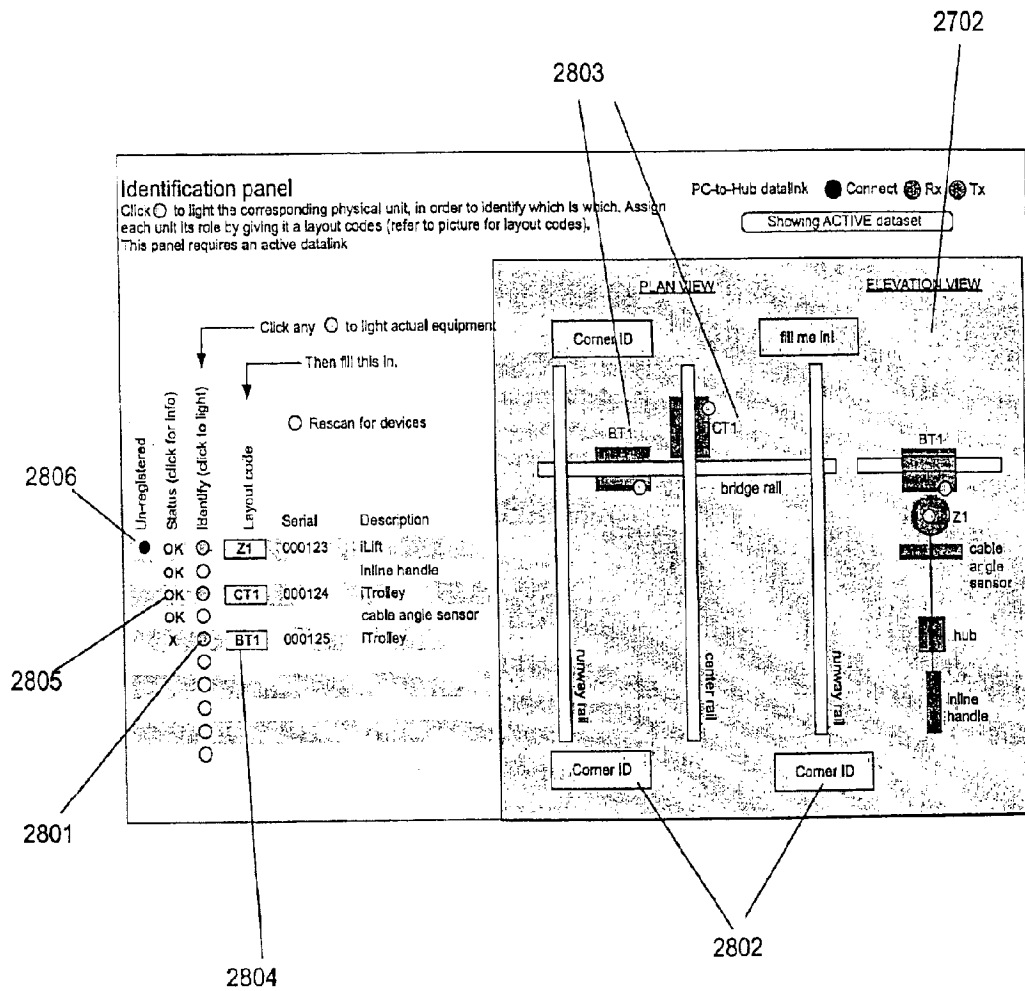 2702
2803
Identification panel
Click to light the corresponding physical unit, in order to identify which is which. Assign
each unit its role by giving it a layout codes (refer to picture for layout codes).
This panel requires an active datalink
PC-to-Hub datalink Connect Rx Tx
Showing ACTIVE dataset
Click any to light actual equipment
Then fill this in.
Rescan for devices
PLAN VIEW
ELEVATION VIEW
Corner ID
fill me in!
BT1
CT1
bridge rail
BT1
Z1
cable
angle
sensor
hub
inline
handle
runway rail
center rail
runway rail
Corner ID
Corner ID
2806
Un-registered
Status (click for info)
Identify (click to light)
Layout code
Serial
Description
OK Z1 000123 iLift
OK inline handle
OK CT1 000124 iTrolley
OK cable angle sensor
X BT1 000125 iTrolley
2805
2801
2804
2802